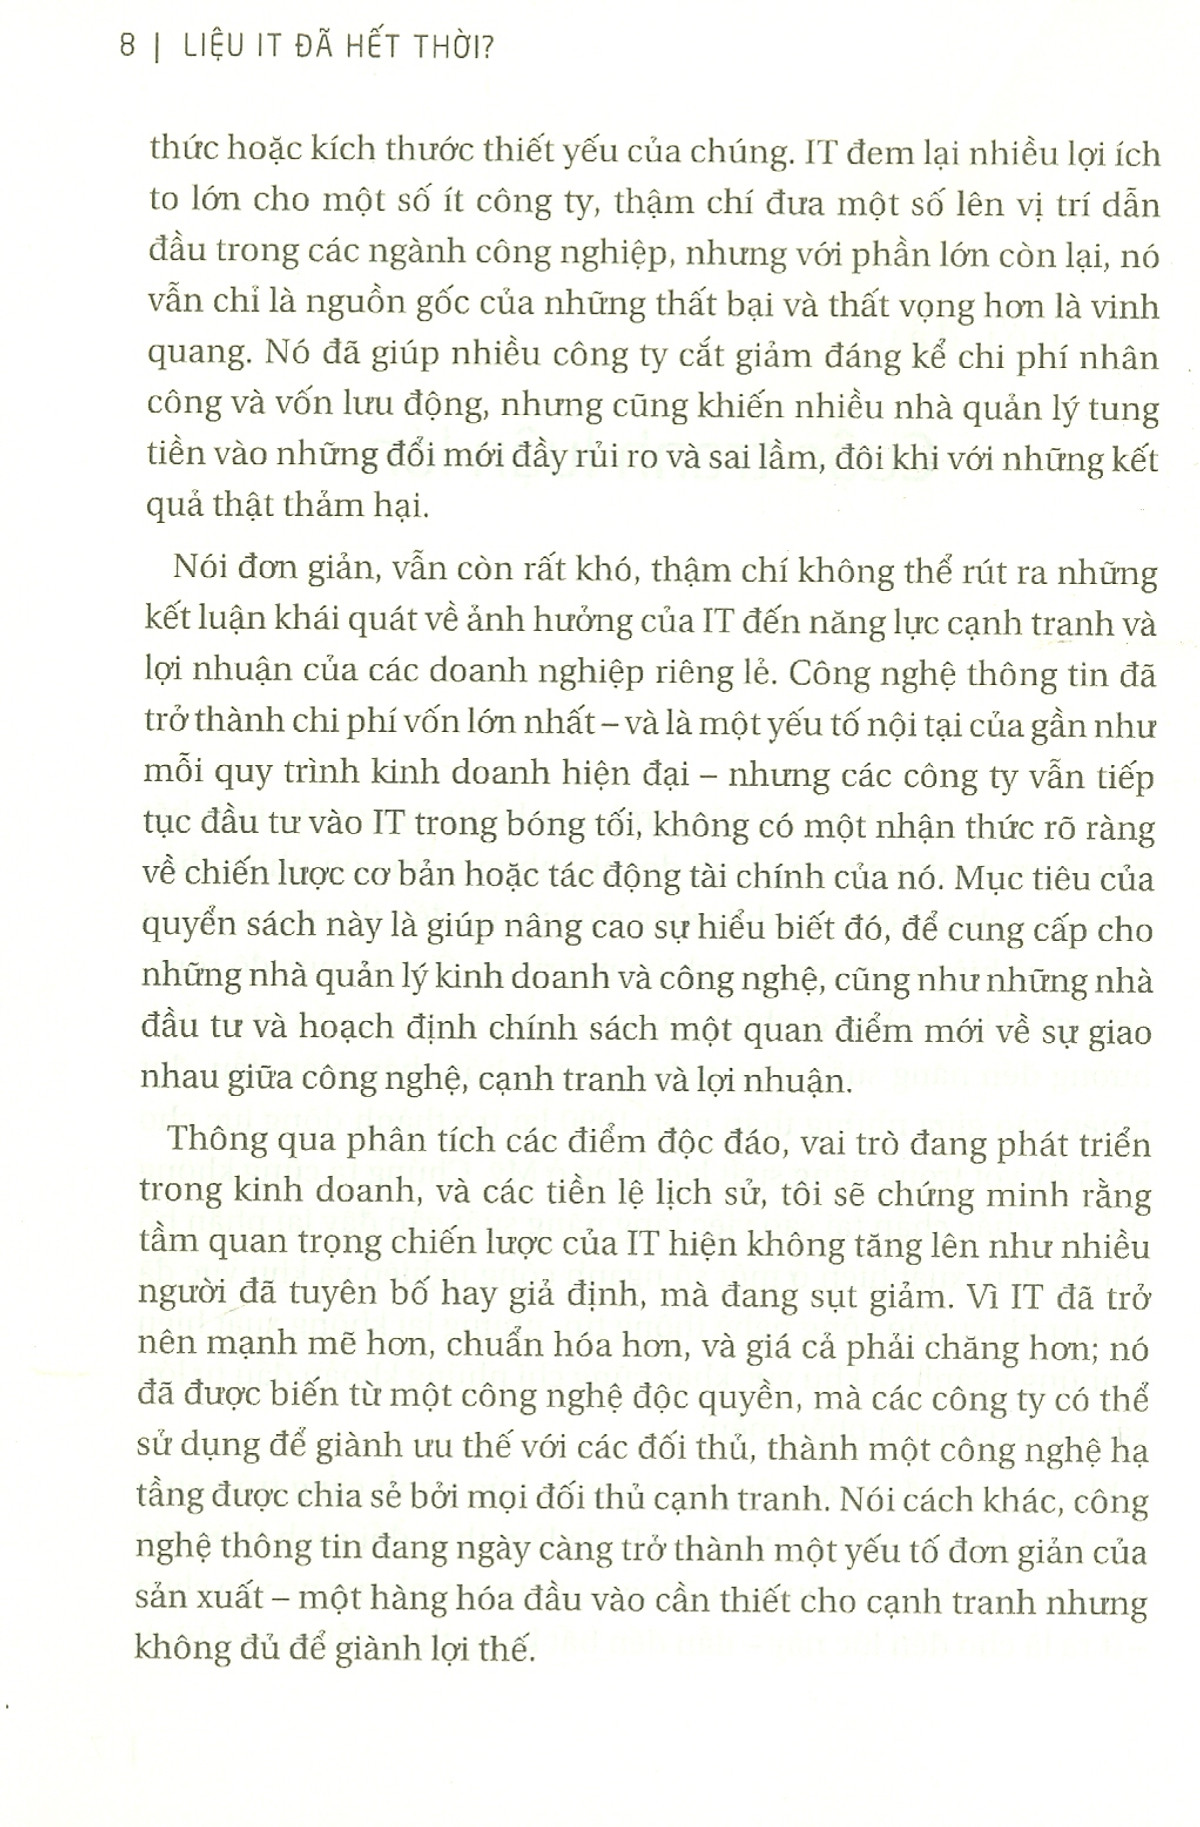 8 | LIỆU IT ĐÃ HẾT THỜI?
thức hoặc kích thước thiết yếu của chúng. IT đem lại nhiều lợi ích
to lớn cho một số ít công ty, thậm chí đưa một số lên vị trí dẫn
đầu trong các ngành công nghiệp, nhưng với phần lớn còn lại, nó
vẫn chỉ là nguồn gốc của những thất bại và thất vọng hơn là vinh
quang. Nó đã giúp nhiều công ty cắt giảm đáng kể chi phí nhân
công và vốn lưu động, nhưng cũng khiến nhiều nhà quản lý tung
tiền vào những đổi mới đầy rủi ro và sai lầm, đôi khi với những kết
quả thật thảm hại.
Nói đơn giản, vẫn còn rất khó, thậm chí không thể rút ra những
kết luận khái quát về ảnh hưởng của IT đến năng lực cạnh tranh và
lợi nhuận của các doanh nghiệp riêng lẻ. Công nghệ thông tin đã
trở thành chi phí vốn lớn nhất – và là một yếu tố nội tại của gần như
mỗi quy trình kinh doanh hiện đại – nhưng các công ty vẫn tiếp
tục đầu tư vào IT trong bóng tối, không có một nhận thức rõ ràng
về chiến lược cơ bản hoặc tác động tài chính của nó. Mục tiêu của
quyển sách này là giúp nâng cao sự hiểu biết đó, để cung cấp cho
những nhà quản lý kinh doanh và công nghệ, cũng như những nhà
đầu tư và hoạch định chính sách một quan điểm mới về sự giao
nhau giữa công nghệ, cạnh tranh và lợi nhuận.
Thông qua phân tích các điểm độc đáo, vai trò đang phát triển
trong kinh doanh, và các tiền lệ lịch sử, tôi sẽ chứng minh rằng
tầm quan trọng chiến lược của IT hiện không tăng lên như nhiều
người đã tuyên bố hay giả định, mà đang sụt giảm. Vì IT đã trở
nên mạnh mẽ hơn, chuẩn hóa hơn, và giá cả phải chăng hơn; nó
đã được biến từ một công nghệ độc quyền, mà các công ty có thể
sử dụng để giành ưu thế với các đối thủ, thành một công nghệ hạ
tầng được chia sẻ bởi mọi đối thủ cạnh tranh. Nói cách khác, công
nghệ thông tin đang ngày càng trở thành một yếu tố đơn giản của
sản xuất – một hàng hóa đầu vào cần thiết cho cạnh tranh nhưng
không đủ để giành lợi thế.